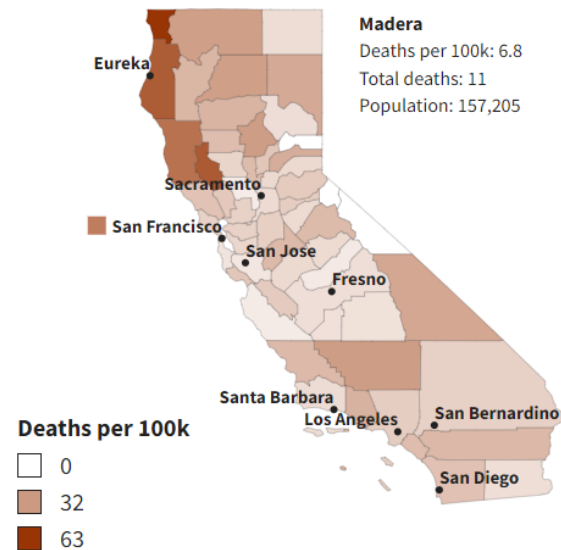 Madera
Deaths per 100k: 6.8
Total deaths: 11
Population: 157,205
Eureka
Sacramento
San Francisco
San Jose
Fresno
Santa Barbara
Los Angeles
San Bernardino
San Diego
Deaths per 100k
0
32
63